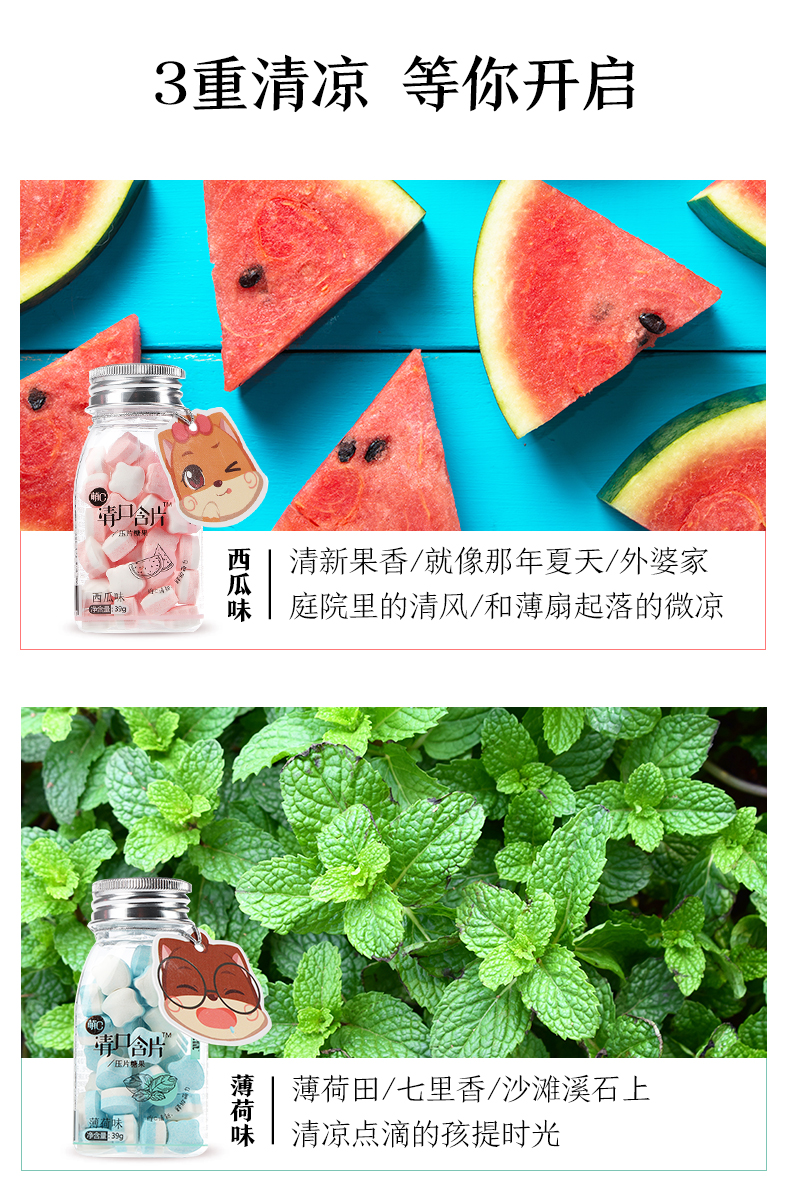 3重清凉 等你开启
萌C
清口含片™
压片糖果
西瓜味
净含量:39g
西瓜味
清新果香/就像那年夏天/外婆家
庭院里的清风/和薄扇起落的微凉
萌C
清口含片™
压片糖果
薄荷味
净含量:39g
薄荷味
薄荷田/七里香/沙滩溪石上
清凉点滴的孩提时光